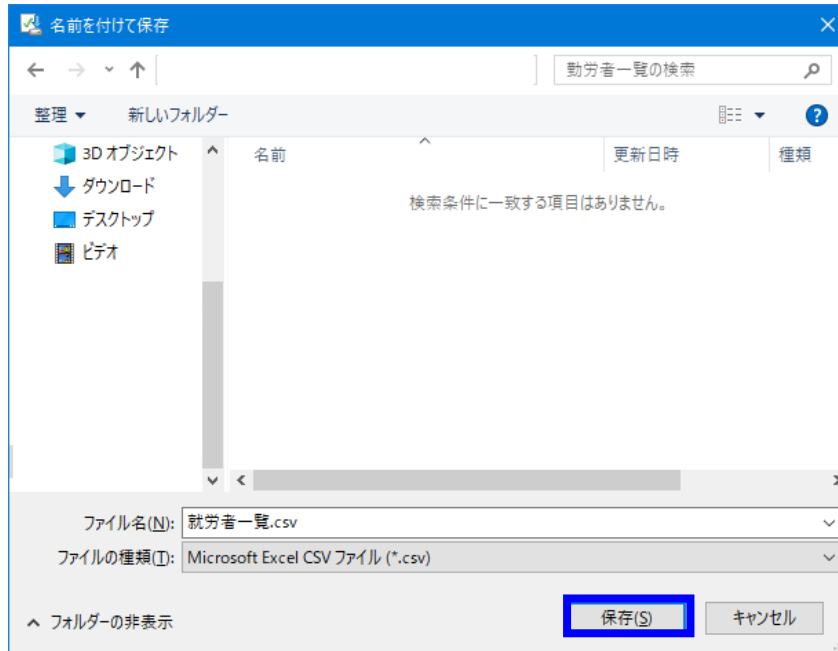 名前を付けて保存
勤労者一覧の検索
整理 新しいフォルダー
3D オブジェクト
ダウンロード
デスクトップ
ビデオ
名前 更新日時 種類
検索条件に一致する項目はありません。
ファイル名(N): 就労者一覧.csv
ファイルの種類(T): Microsoft Excel CSV ファイル (*.csv)
フォルダーの非表示 保存(S) キャンセル